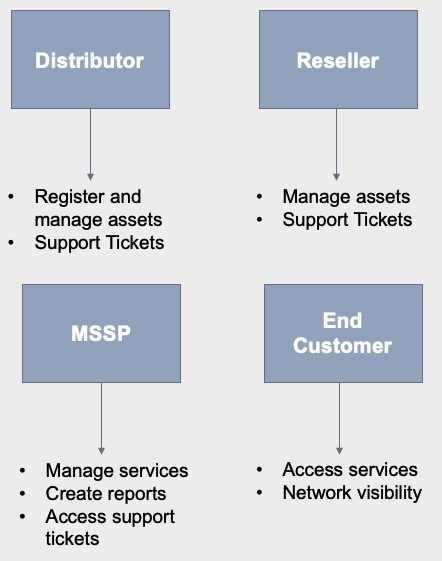 Distributor
• Register and
manage assets
• Support Tickets
Reseller
• Manage assets
• Support Tickets
MSSP
• Manage services
• Create reports
• Access support
tickets
End
Customer
• Access services
• Network visibility